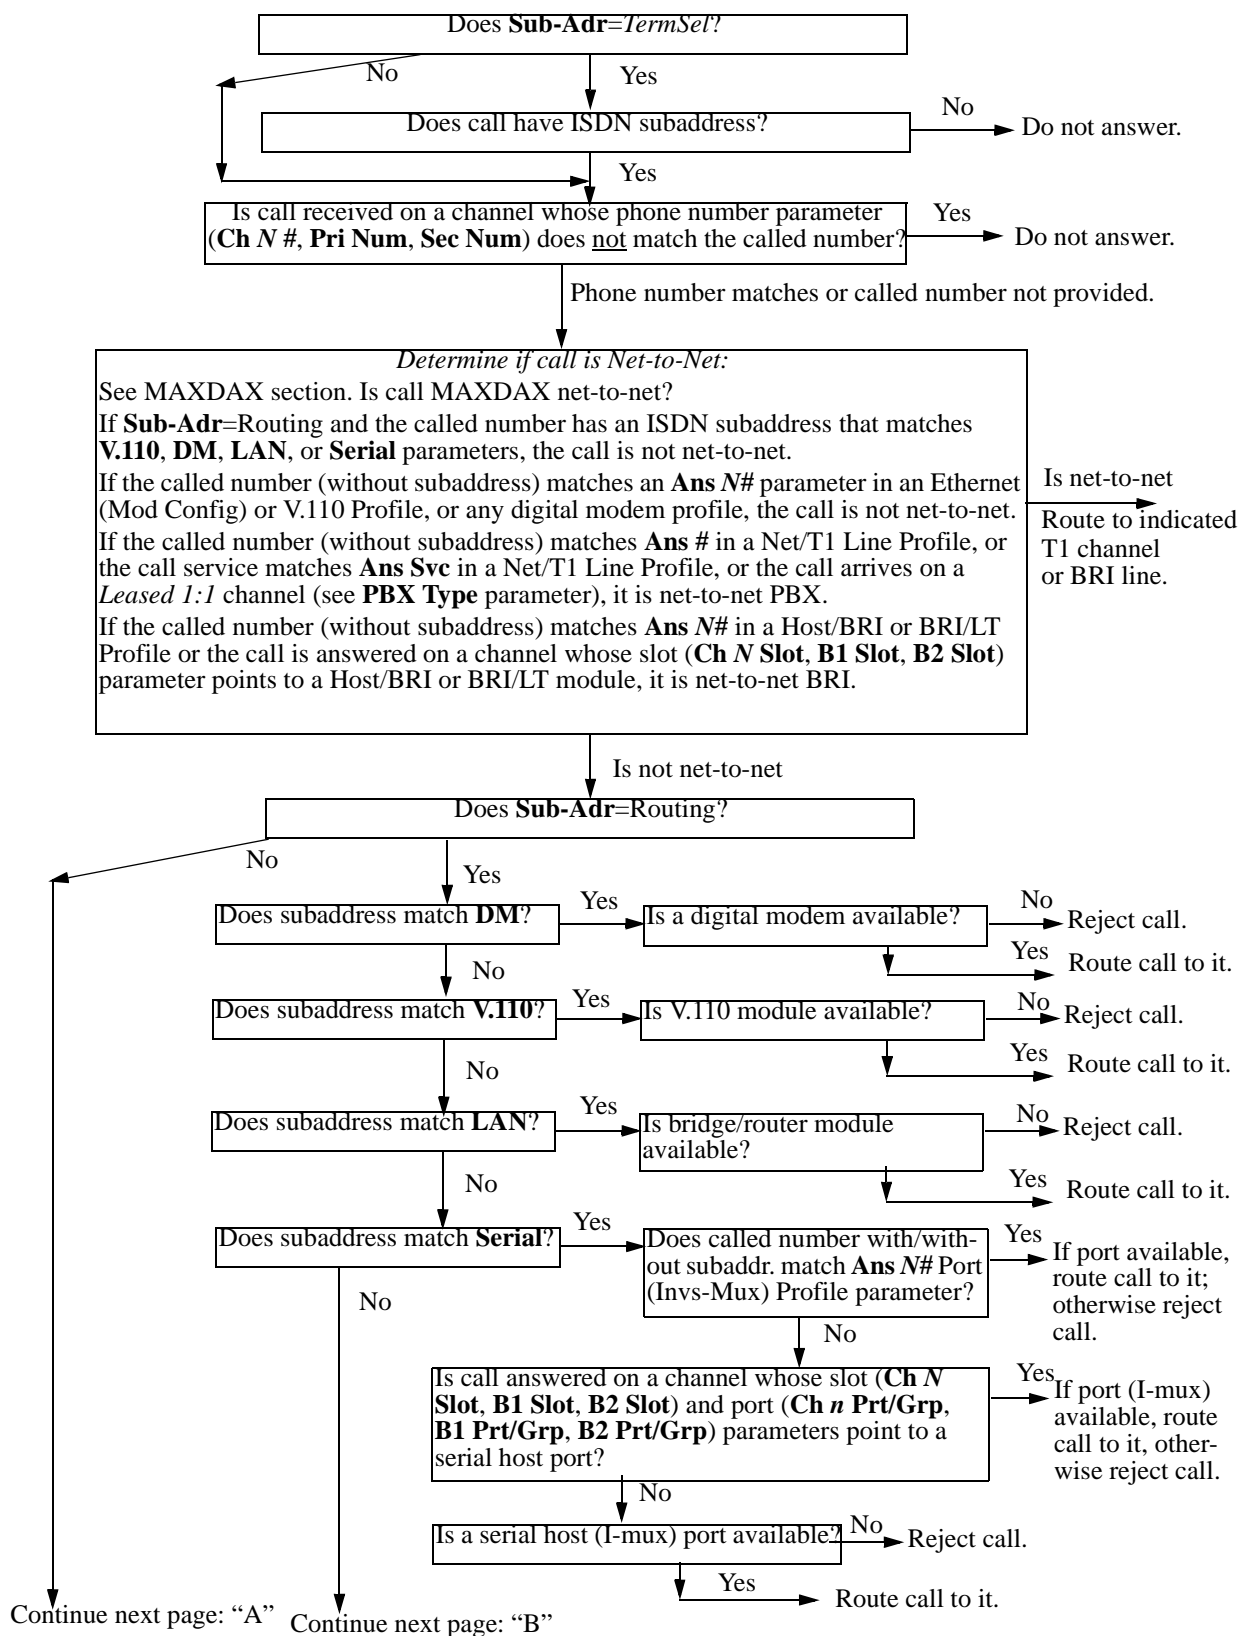 Does Sub-Adr=TermSel?
No
Yes
Does call have ISDN subaddress?
No
Do not answer.
Yes
Is call received on a channel whose phone number parameter
(Ch N #, Pri Num, Sec Num) does not match the called number?
Yes
Do not answer.
Phone number matches or called number not provided.
Determine if call is Net-to-Net:
See MAXDAX section. Is call MAXDAX net-to-net?
If Sub-Adr=Routing and the called number has an ISDN subaddress that matches
V.110, DM, LAN, or Serial parameters, the call is not net-to-net.
If the called number (without subaddress) matches an Ans N# parameter in an Ethernet
(Mod Config) or V.110 Profile, or any digital modem profile, the call is not net-to-net.
If the called number (without subaddress) matches Ans # in a Net/T1 Line Profile, or
the call service matches Ans Svc in a Net/T1 Line Profile, or the call arrives on a
Leased 1:1 channel (see PBX Type parameter), it is net-to-net PBX.
If the called number (without subaddress) matches Ans N# in a Host/BRI or BRI/LT
Profile or the call is answered on a channel whose slot (Ch N Slot, B1 Slot, B2 Slot)
parameter points to a Host/BRI or BRI/LT module, it is net-to-net BRI.
Is net-to-net
Route to indicated
T1 channel
or BRI line.
Is not net-to-net
Does Sub-Adr=Routing?
No
Yes
Does subaddress match DM?
Yes
Is a digital modem available?
No
Reject call.
Yes
Route call to it.
No
Does subaddress match V.110?
Yes
Is V.110 module available?
No
Reject call.
Yes
Route call to it.
No
Does subaddress match LAN?
Yes
Is bridge/router module
available?
No
Reject call.
Yes
Route call to it.
No
Does subaddress match Serial?
Yes
Does called number with/with-
out subaddr. match Ans N# Port
(Invs-Mux) Profile parameter?
Yes
If port available,
route call to it;
otherwise reject
call.
No
No
Is call answered on a channel whose slot (Ch N
Slot, B1 Slot, B2 Slot) and port (Ch n Prt/Grp,
B1 Prt/Grp, B2 Prt/Grp) parameters point to a
serial host port?
Yes
If port (I-mux)
available, route
call to it, other-
wise reject call.
No
Is a serial host (I-mux) port available?
No
Reject call.
Yes
Route call to it.
Continue next page: “A”
Continue next page: “B”